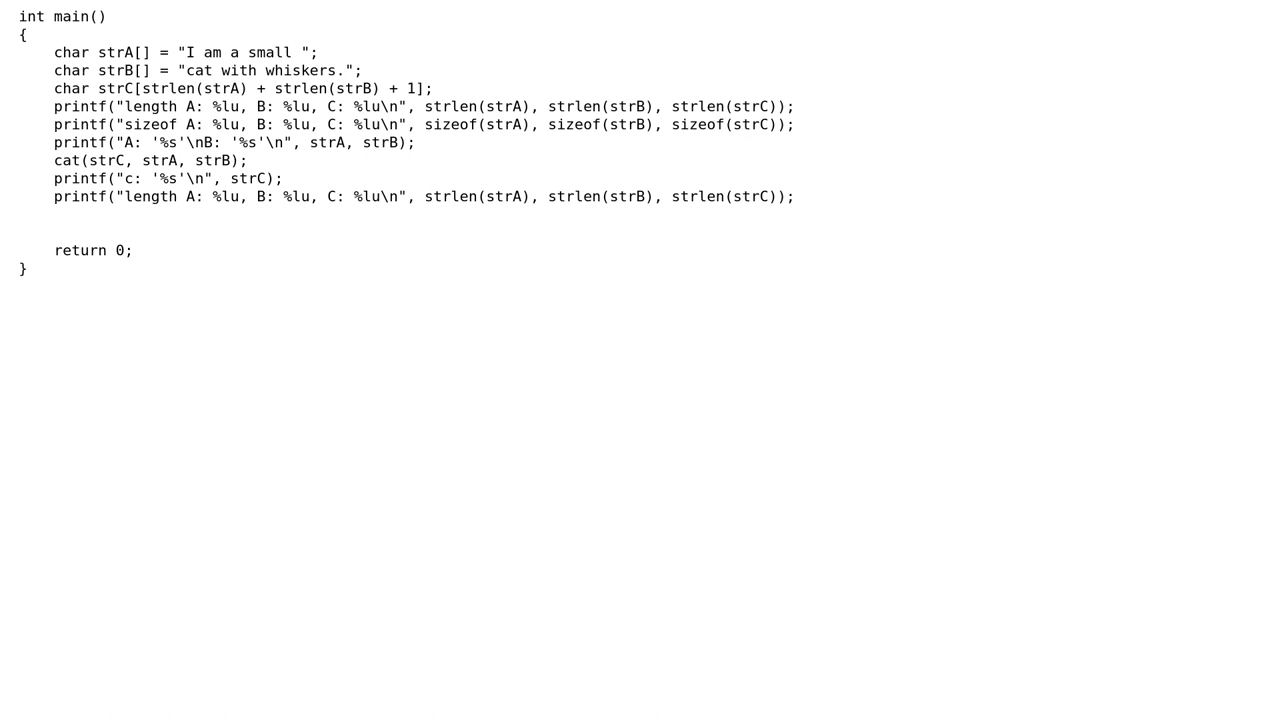 int main()
{
    char strA[] = "I am a small ";
    char strB[] = "cat with whiskers.";
    char strC[strlen(strA) + strlen(strB) + 1];
    printf("length A: %lu, B: %lu, C: %lu\n", strlen(strA), strlen(strB), strlen(strC));
    printf("sizeof A: %lu, B: %lu, C: %lu\n", sizeof(strA), sizeof(strB), sizeof(strC));
    printf("A: '%s'\nB: '%s'\n", strA, strB);
    cat(strC, strA, strB);
    printf("c: '%s'\n", strC);
    printf("length A: %lu, B: %lu, C: %lu\n", strlen(strA), strlen(strB), strlen(strC));
    return 0;
}